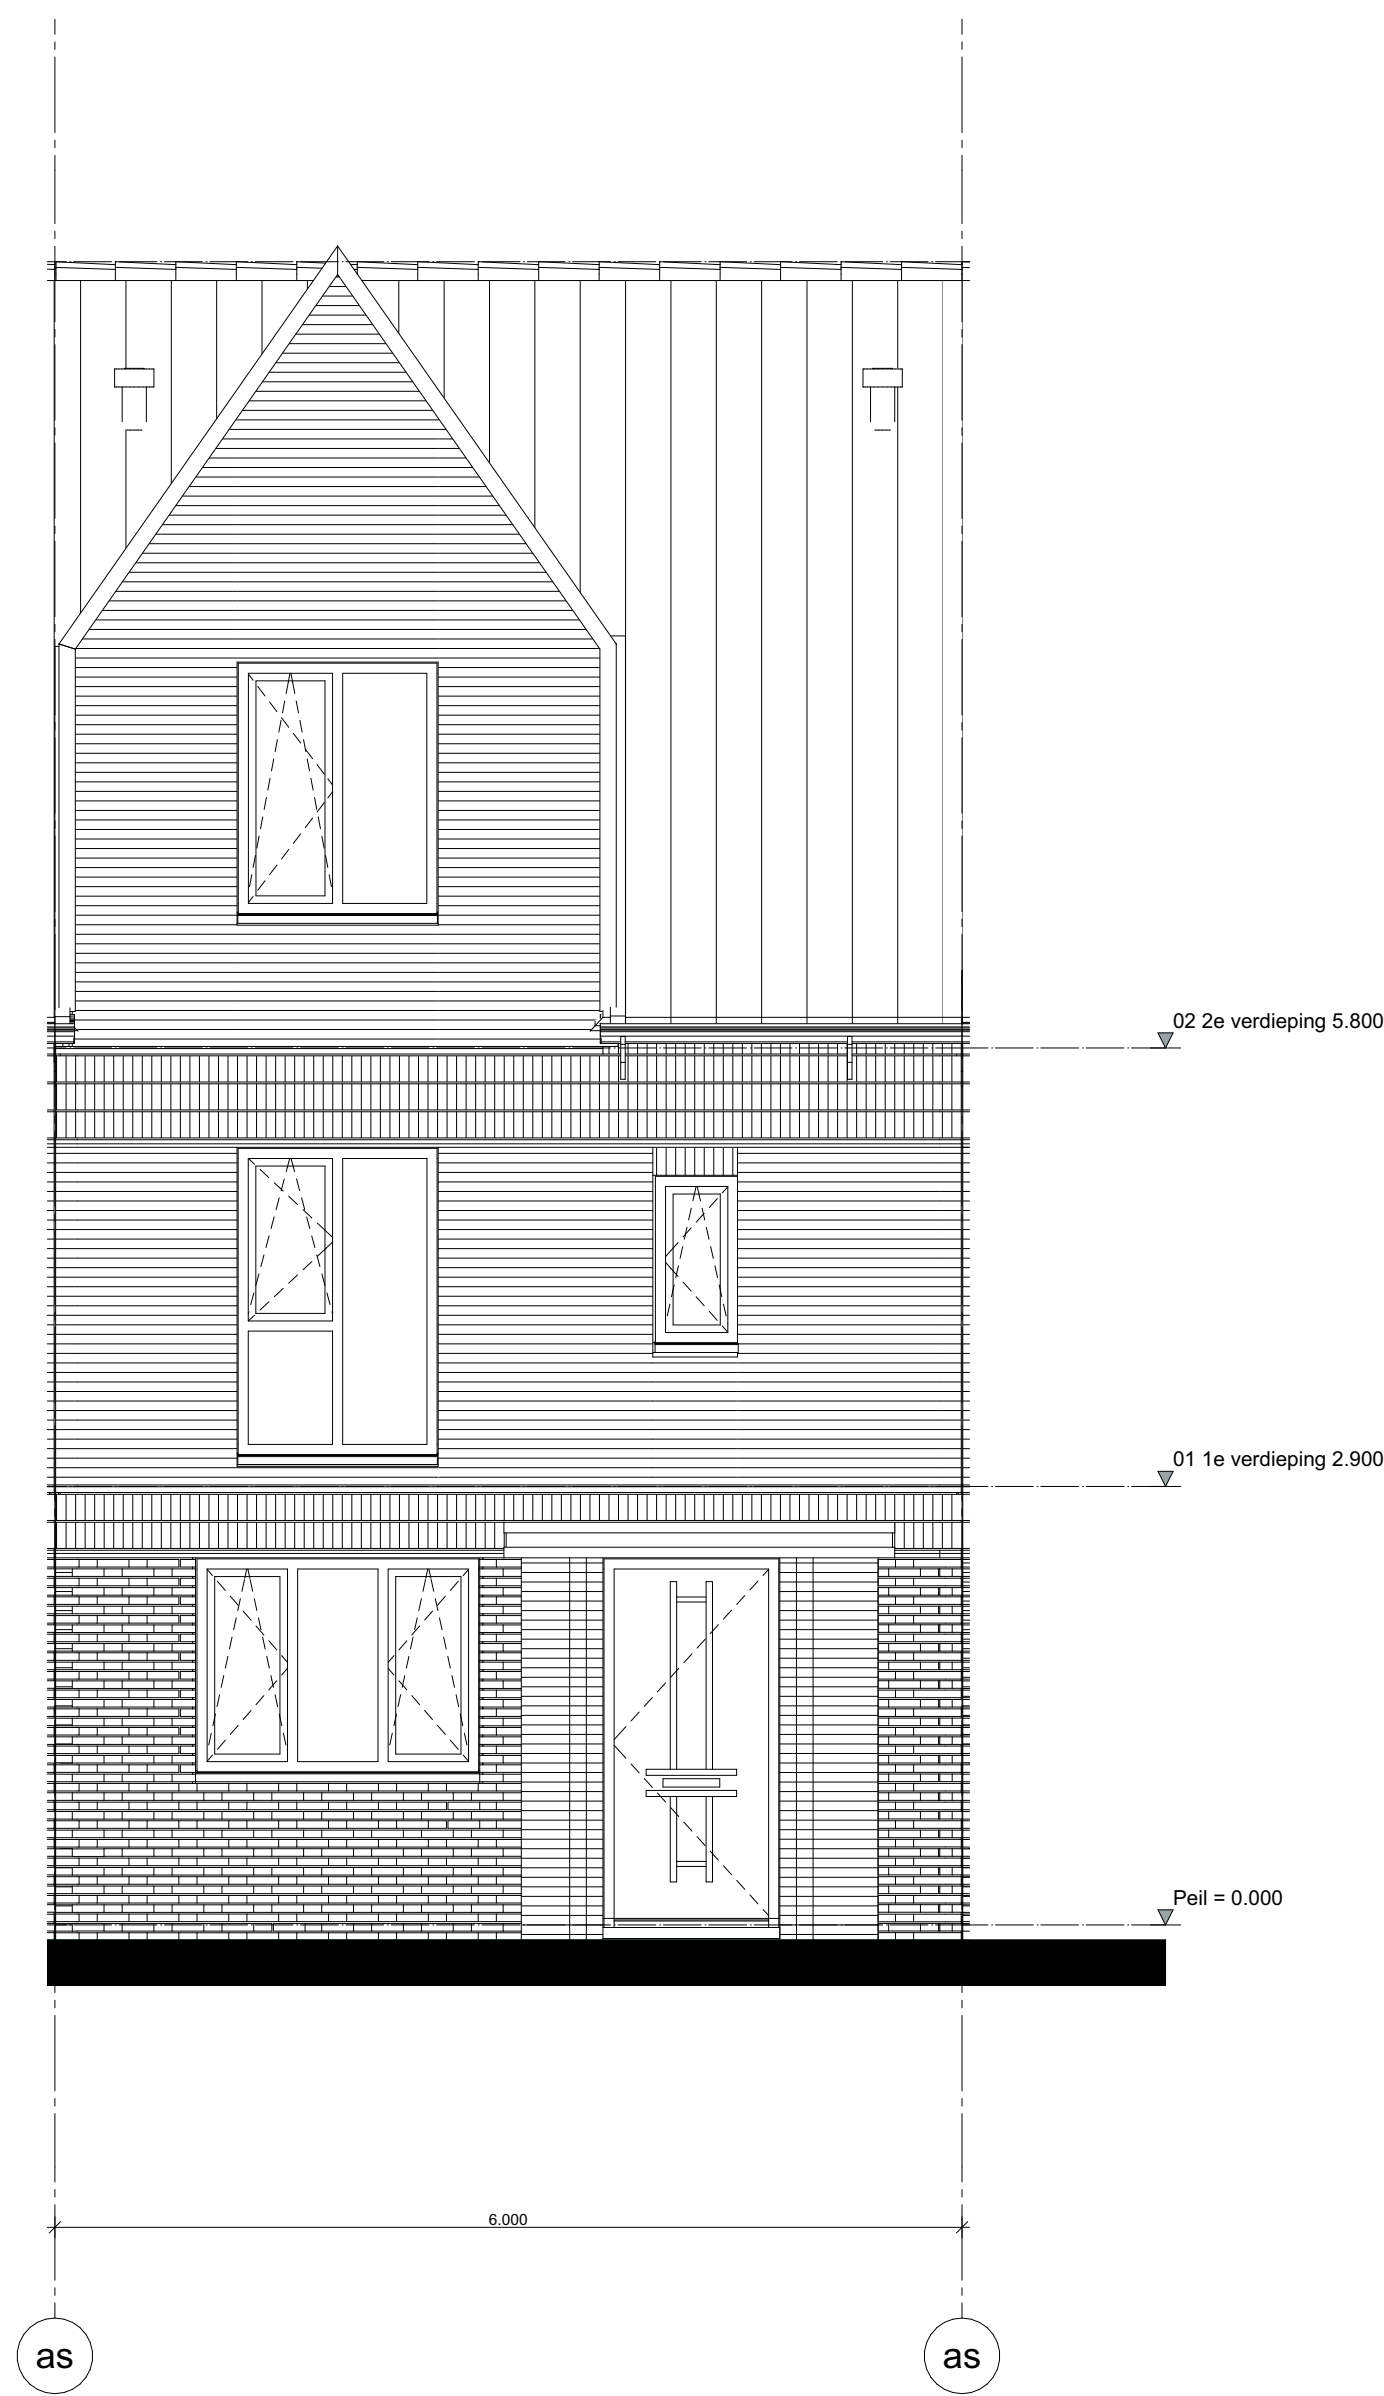 02 2e verdieping 5.800
01 1e verdieping 2.900
Peil = 0.000
6.000
as
as